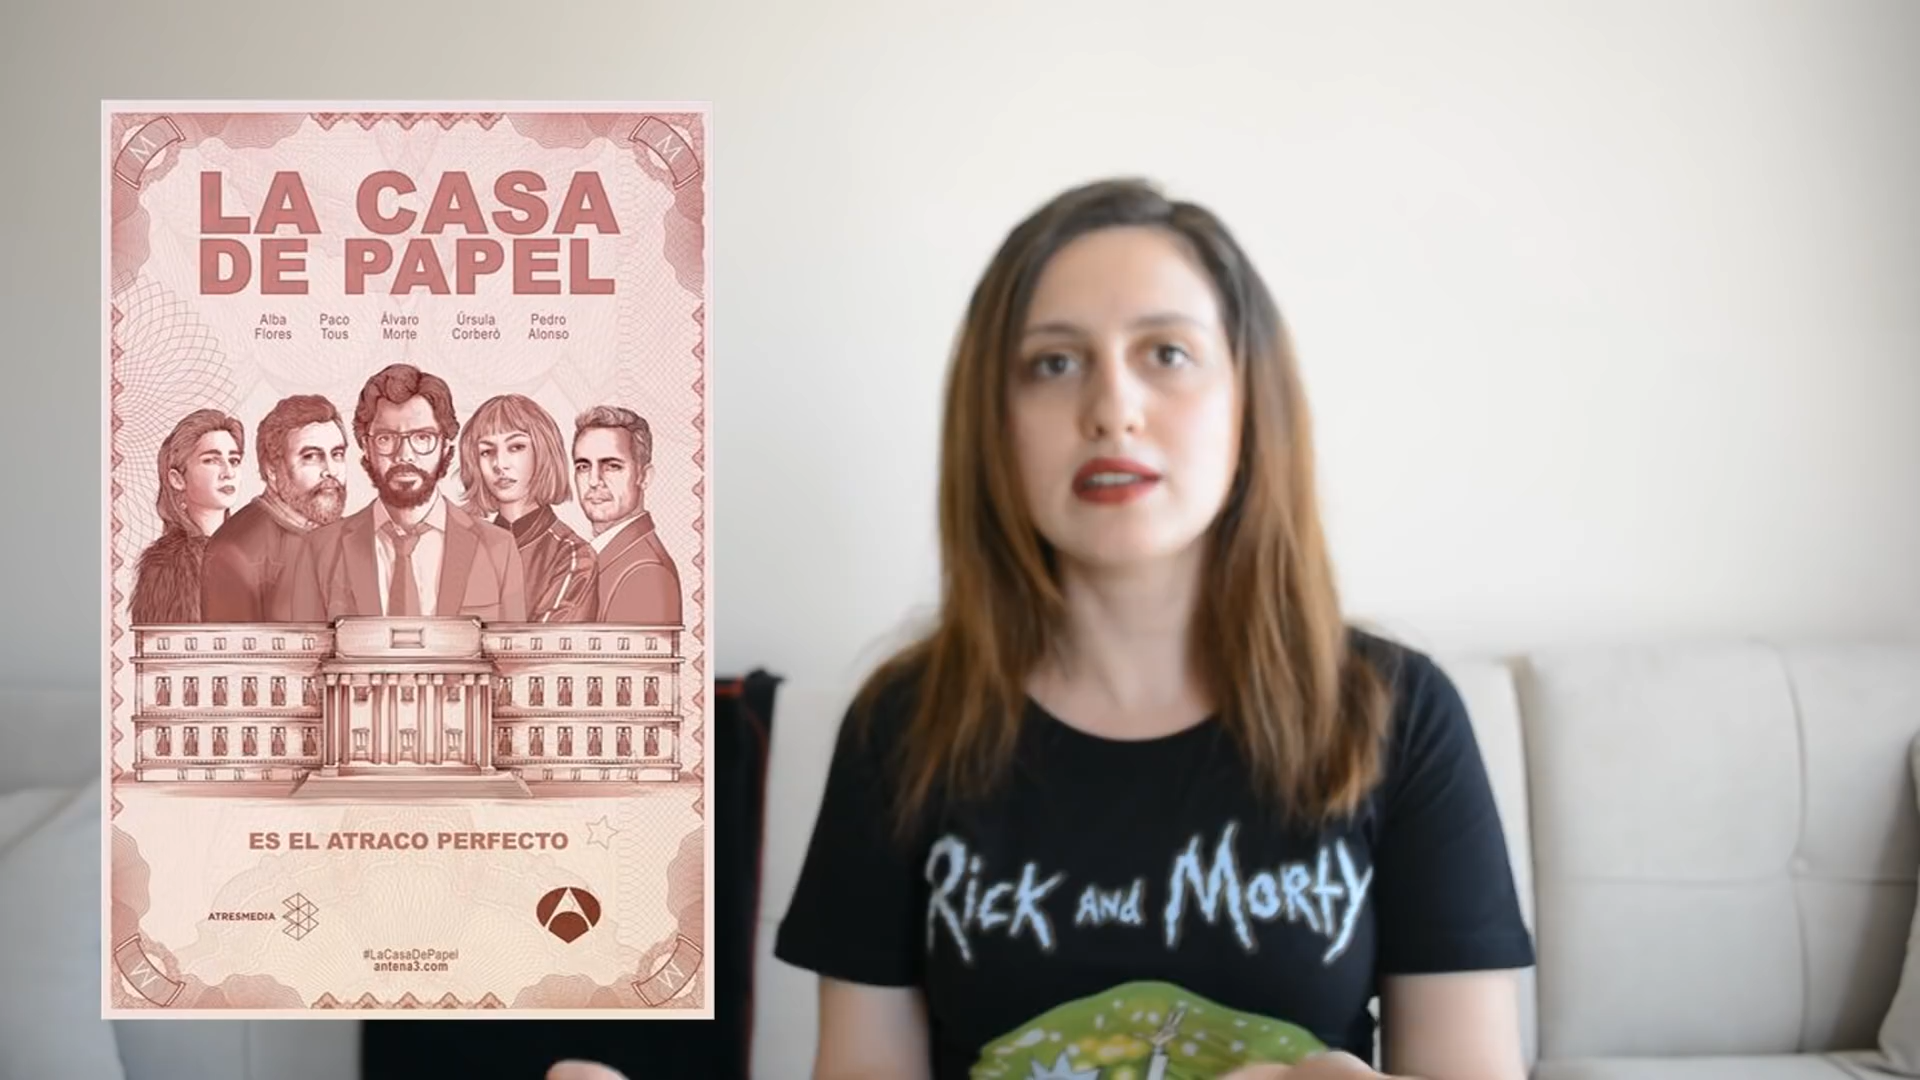 LA CASA
DE PAPEL
Alba Flores
Paco Tous
Álvaro Morte
Úrsula Corberó
Pedro Alonso
ES EL ATRACO PERFECTO
ATRESMEDIA
#LaCasaDePapel
antena3.com
M
M
M
M
Rick AND Morty